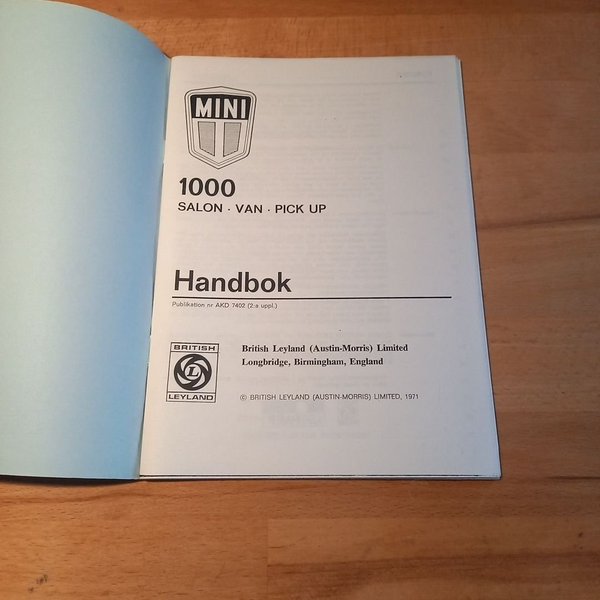 MINI
1000
SALON · VAN · PICK UP
Handbok
Publikation nr AKD 7402 (2:a uppl.)
BRITISH
L
LEYLAND
British Leyland (Austin-Morris) Limited
Longbridge, Birmingham, England
© BRITISH LEYLAND (AUSTIN-MORRIS) LIMITED, 1971